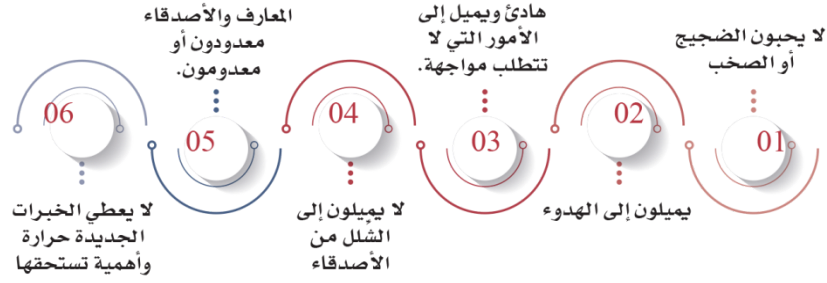 01
لا يحبون الضجيج
أو الصخب
02
يميلون إلى الهدوء
03
هادئ ويميل إلى
الأمور التي لا
تتطلب مواجهة.
04
لا يميلون إلى
الشلل من
الأصدقاء
05
المعارف والأصدقاء
معدودون أو
معدومون.
06
لا يعطي الخبرات
الجديدة حرارة
وأهمية تستحقها